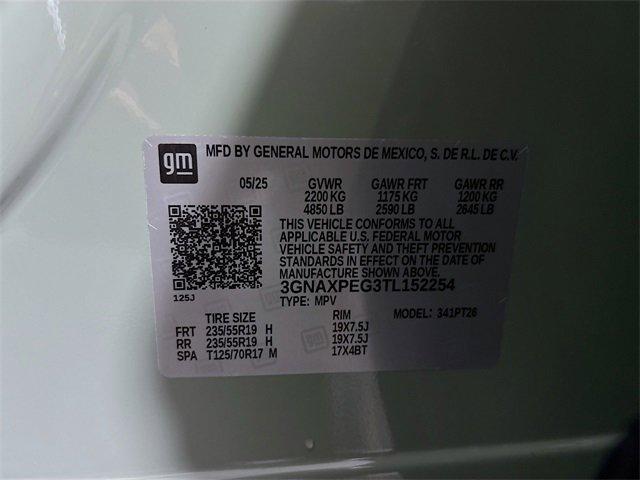 gm MFD BY GENERAL MOTORS DE MEXICO, S. DE R.L. DE C.V.
05/25 GVWR GAWR FRT GAWR RR
2200 KG 1175 KG 1200 KG
4850 LB 2590 LB 2645 LB
THIS VEHICLE CONFORMS TO ALL
APPLICABLE U.S. FEDERAL MOTOR
VEHICLE SAFETY AND THEFT PREVENTION
STANDARDS IN EFFECT ON THE DATE OF
MANUFACTURE SHOWN ABOVE.
3GNAXPEG3TL152254
125J
TYPE: MPV
TIRE SIZE RIM MODEL: 341PT26
FRT 235/55R19 H 19X7.5J
RR 235/55R19 H 19X7.5J
SPA T125/70R17 M 17X4BT